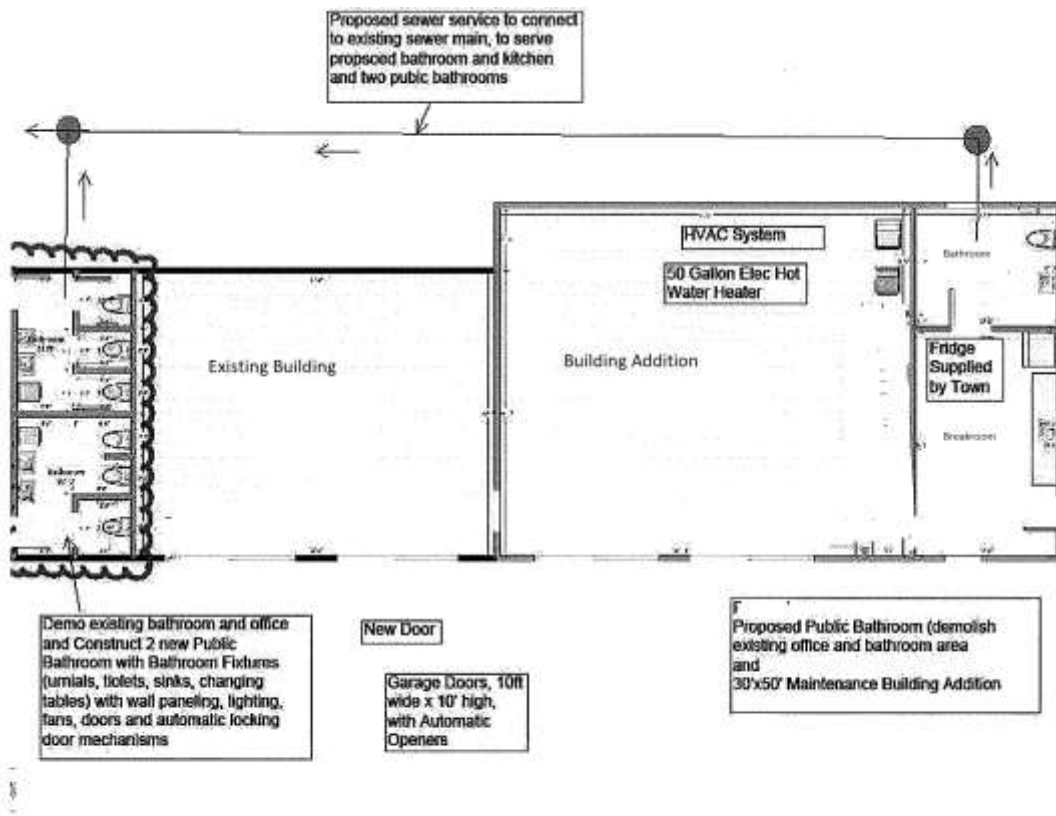 Proposed sewer service to connect
to existing sewer main, to serve
propsoed bathroom and kitchen
and two pubic bathrooms
HVAC System
50 Gallon Elec Hot
Water Heater
Bathroom
Existing Building
Building Addition
Fridge
Supplied
by Town
Breakroom
Demo existing bathroom and office
and Construct 2 new Public
Bathroom with Bathroom Fixtures
(urnials, tiolets, sinks, changing
tables) with wall paneling, lighting,
fans, doors and automatic locking
door mechanisms
New Door
Garage Doors, 10ft
wide x 10' high,
with Automatic
Openers
Proposed Public Bathroom (demolish
existing office and bathroom area
and
30'x50' Maintenance Building Addition